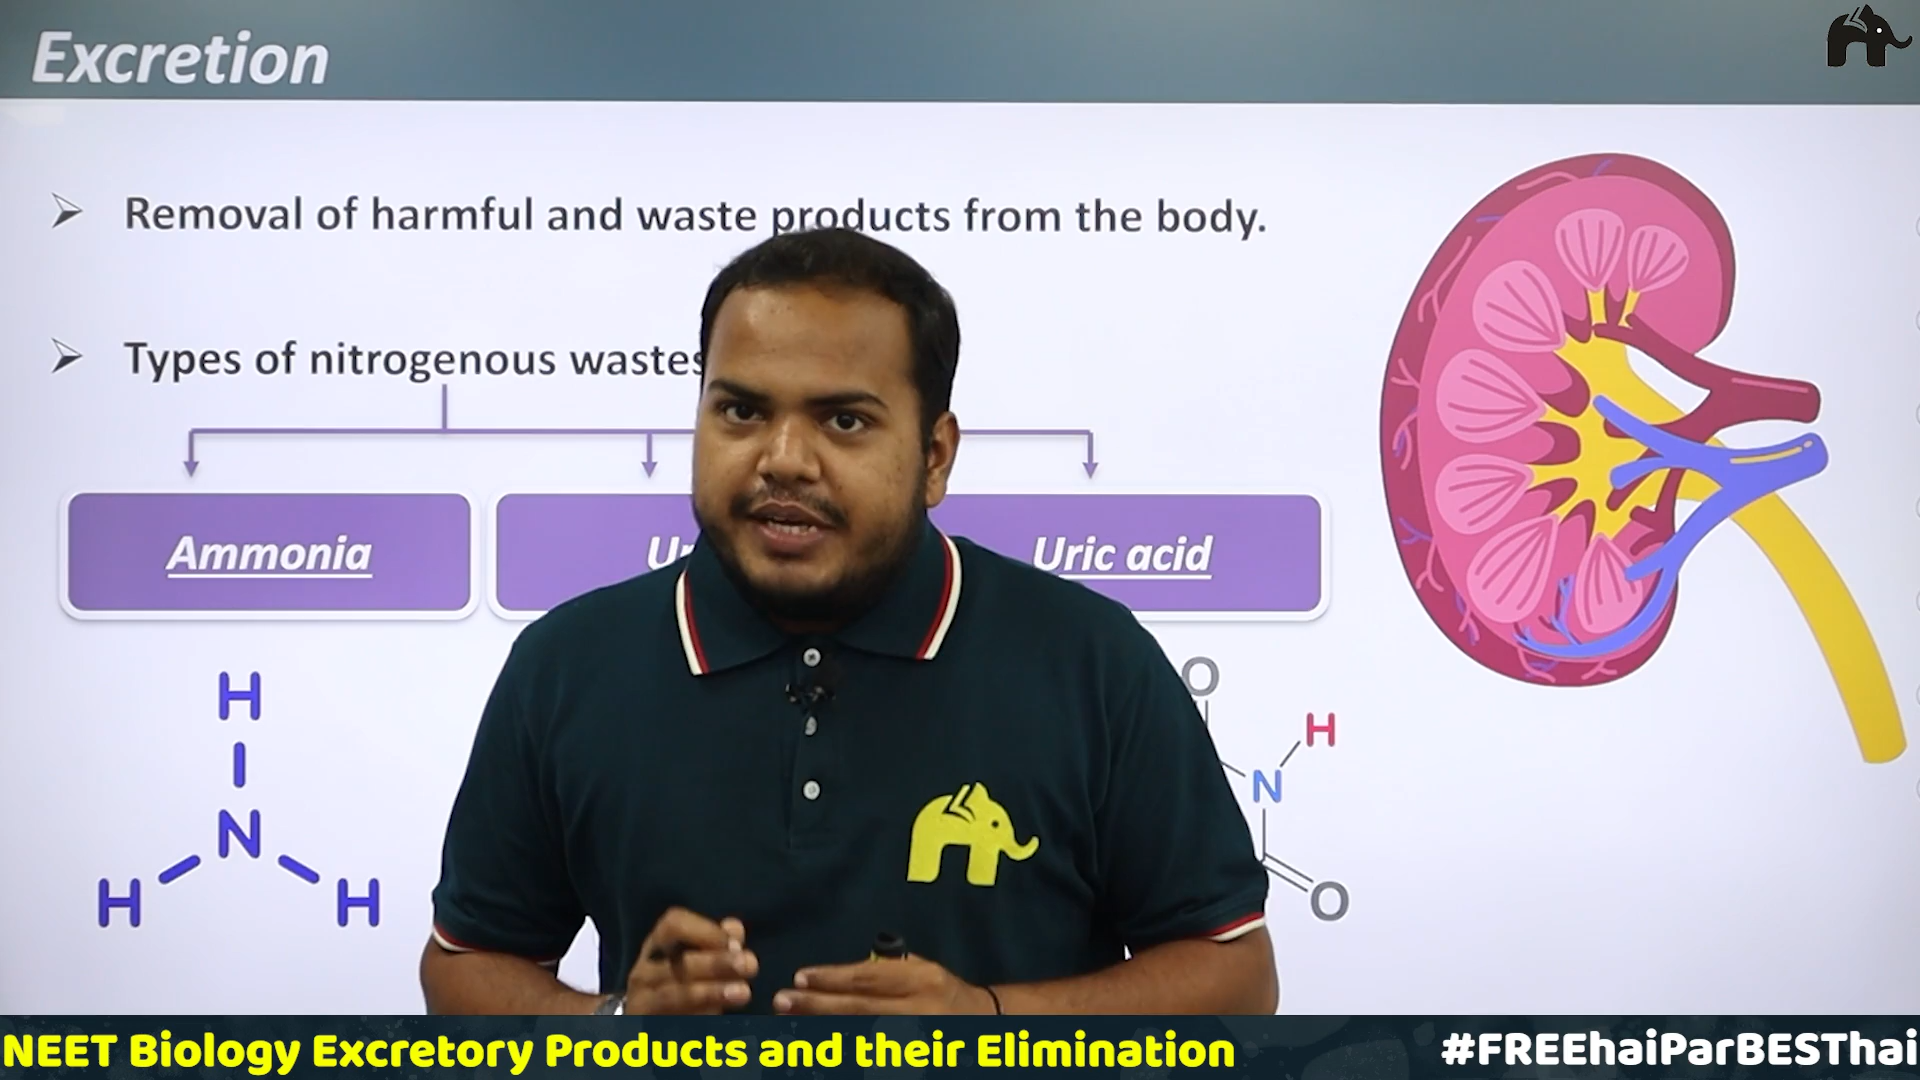 Excretion
Removal of harmful and waste products from the body.
Types of nitrogenous wastes
Ammonia
Uric acid
H
N
H H
O
H
N
O
NEET Biology Excretory Products and their Elimination
#FREEhaiParBESThai